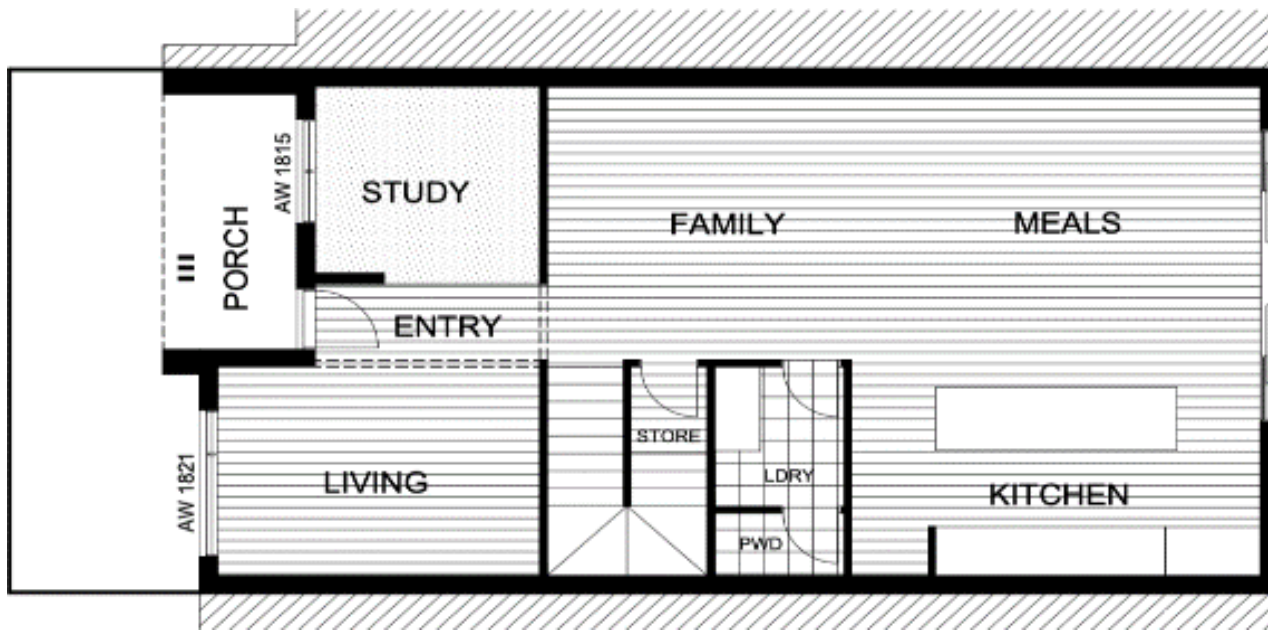 AW 1815
STUDY
PORCH
FAMILY
MEALS
ENTRY
STORE
LIVING
LDRY
KITCHEN
AW 1821
PWD